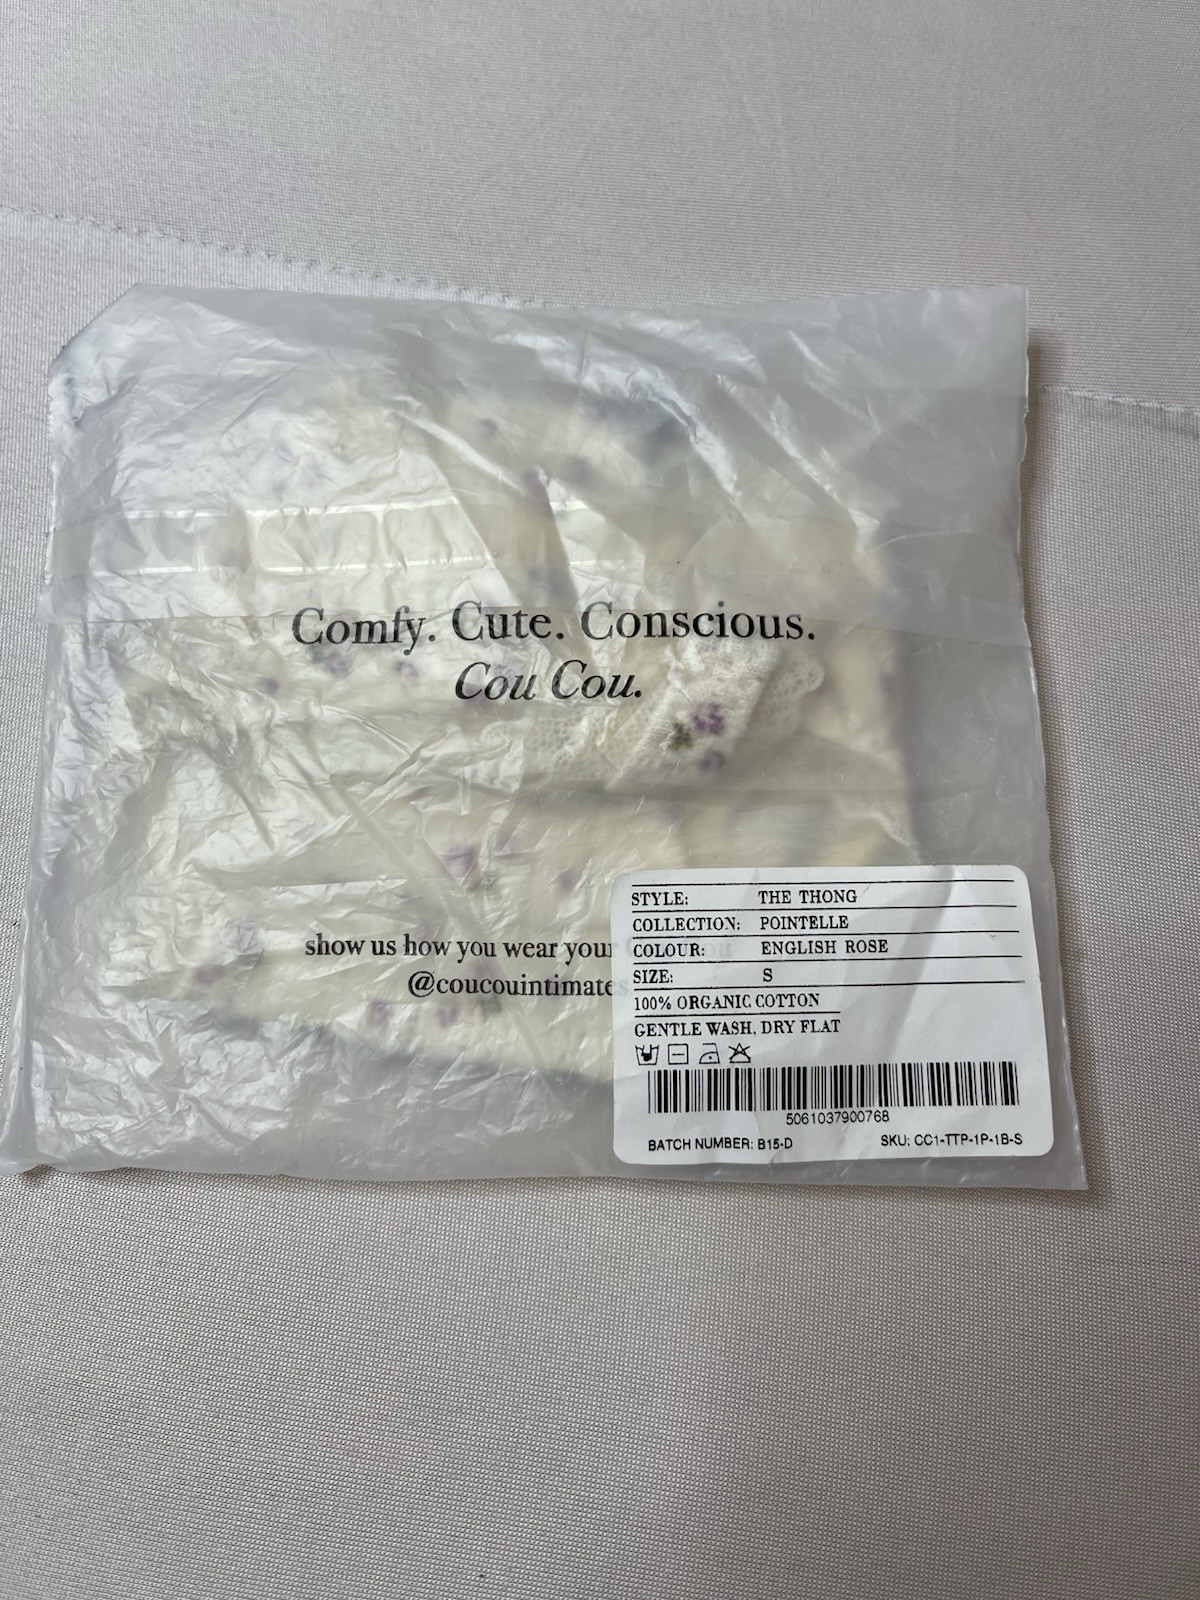 Comfy. Cute. Conscious.
Cou Cou.
show us how you wear your
@coucouintimates
STYLE: THE THONG
COLLECTION: POINTELLE
COLOUR: ENGLISH ROSE
SIZE: S
100% ORGANIC COTTON
GENTLE WASH, DRY FLAT
5061037900768
BATCH NUMBER: B15-D SKU: CC1-TTP-1P-1B-S